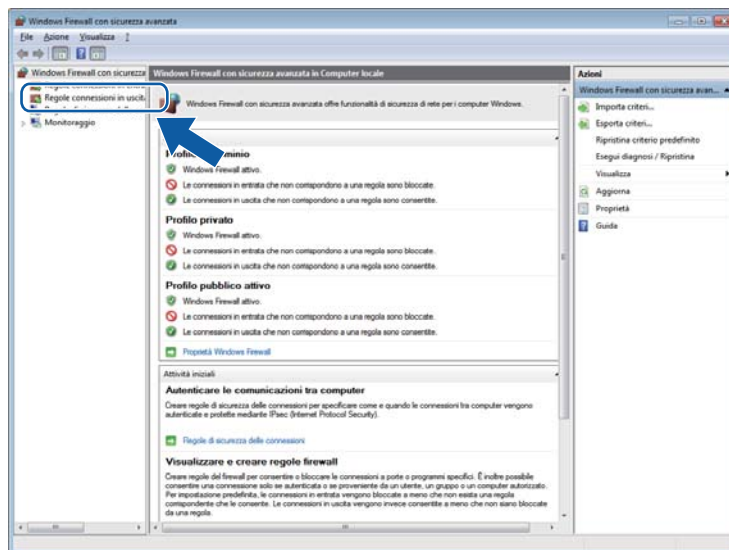 Windows Firewall con sicurezza avanzata
File Azione Visualizza ?
Windows Firewall con sicurezza
Regole connessioni in uscita
Monitoraggio
Windows Firewall con sicurezza avanzata in Computer locale
Windows Firewall con sicurezza avanzata offre funzionalità di sicurezza di rete per i computer Windows.
Windows Firewall attivo.
Le connessioni in entrata che non corrispondono a una regola sono bloccate.
Le connessioni in uscita che non corrispondono a una regola sono consentite.
Profilo privato
Windows Firewall attivo.
Le connessioni in entrata che non corrispondono a una regola sono bloccate.
Le connessioni in uscita che non corrispondono a una regola sono consentite.
Profilo pubblico attivo
Windows Firewall attivo.
Le connessioni in entrata che non corrispondono a una regola sono bloccate.
Le connessioni in uscita che non corrispondono a una regola sono consentite.
Proprietà Windows Firewall
Attività iniziali
Autenticare le comunicazioni tra computer
Creare regole di sicurezza delle connessioni per specificare come e quando le connessioni tra computer vengono
autenticate e protette mediante IPsec (Internet Protocol Security).
Regole di sicurezza delle connessioni
Visualizzare e creare regole firewall
Creare regole del firewall per consentire o bloccare le connessioni a porte o programmi specifici. È inoltre possibile
consentire una connessione solo se autenticata o se proveniente da un utente, un gruppo o un computer autorizzato.
Per impostazione predefinita, le connessioni in entrata vengono bloccate a meno che non esista una regola
corrispondente che le consente. Le connessioni in uscita vengono invece consentite a meno che non siano bloccate
da una regola.
Azioni
Windows Firewall con sicurezza avan...
Importa criteri...
Esporta criteri...
Ripristina criterio predefinito
Esegui diagnosi / Ripristina
Visualizza
Aggiorna
Proprietà
Guida